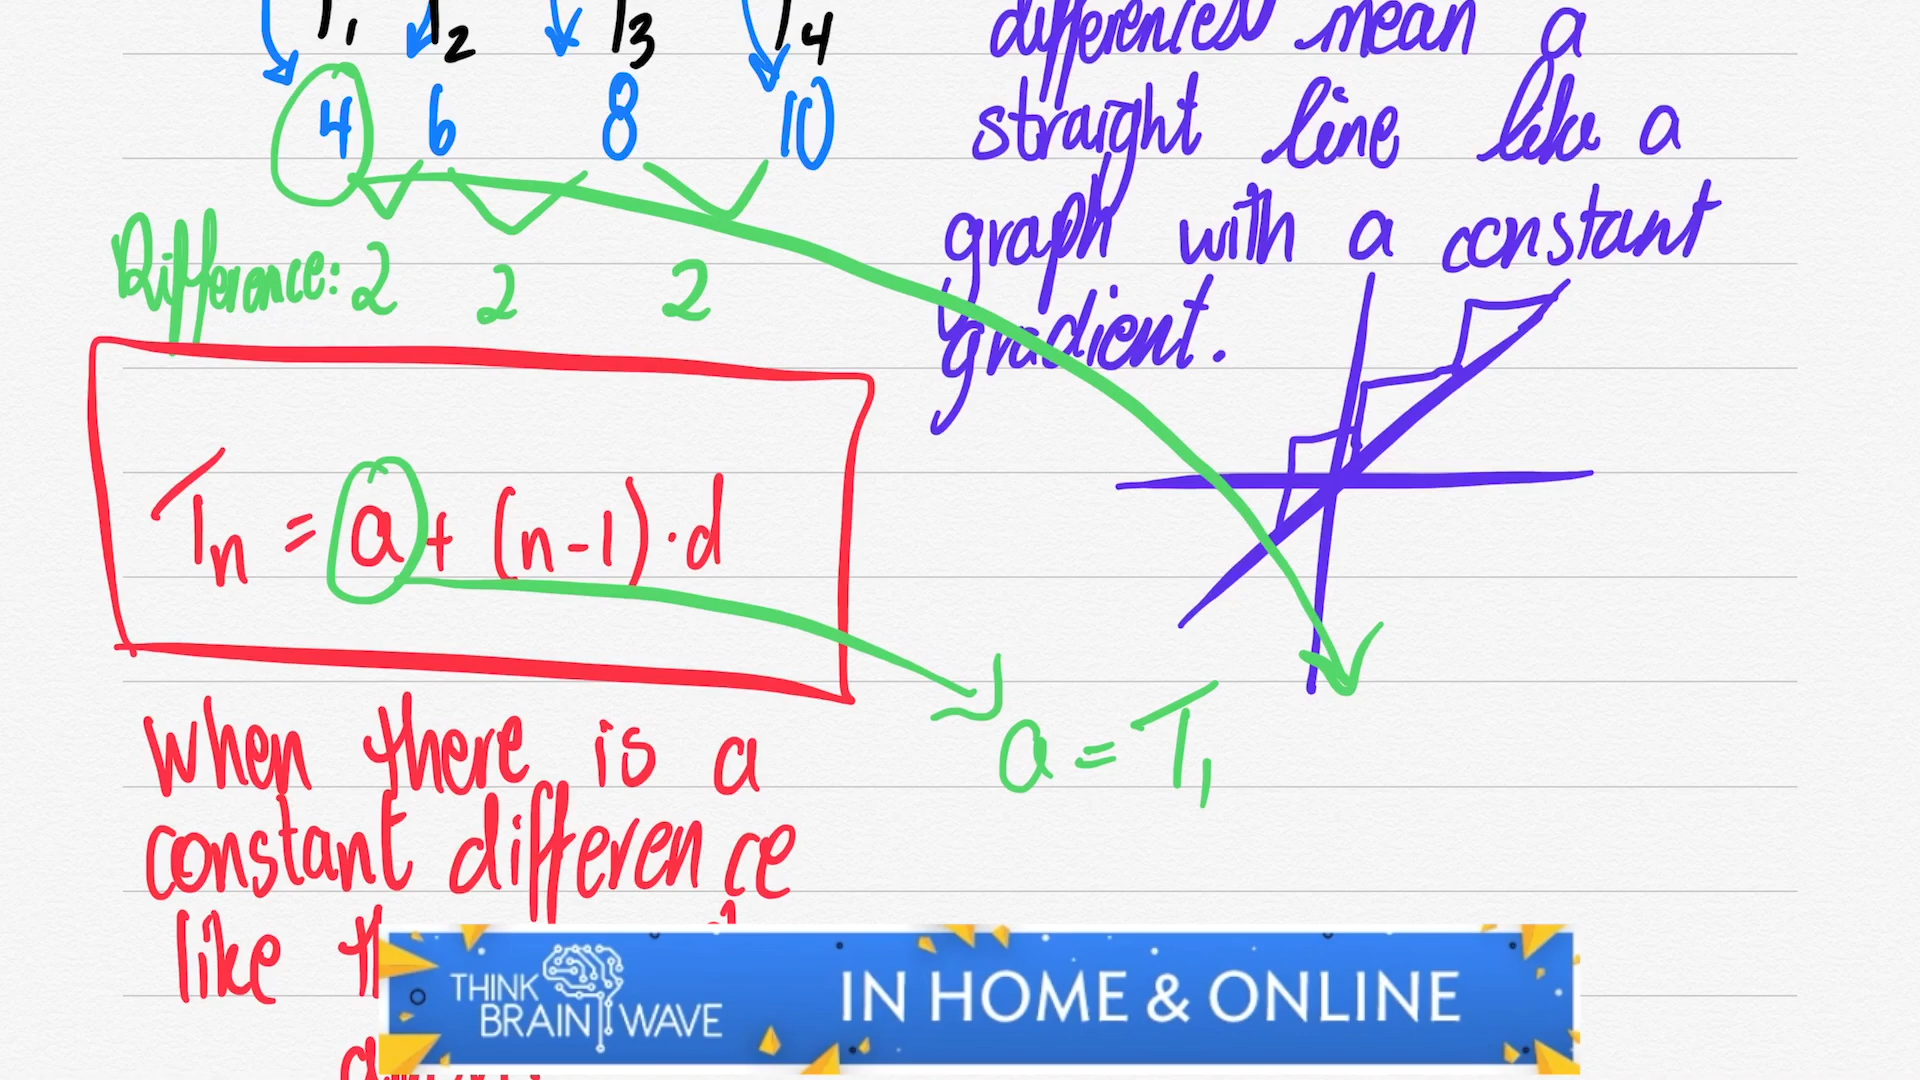 T₁ T₂ T₃ T₄
4 6 8 10
Difference: 2 2 2
Tn = a + (n-1)·d
When there is a
constant difference
like
differences mean a
straight line like a
graph with a constant
gradient.
a = T₁
THINK
BRAIN WAVE
IN HOME & ONLINE